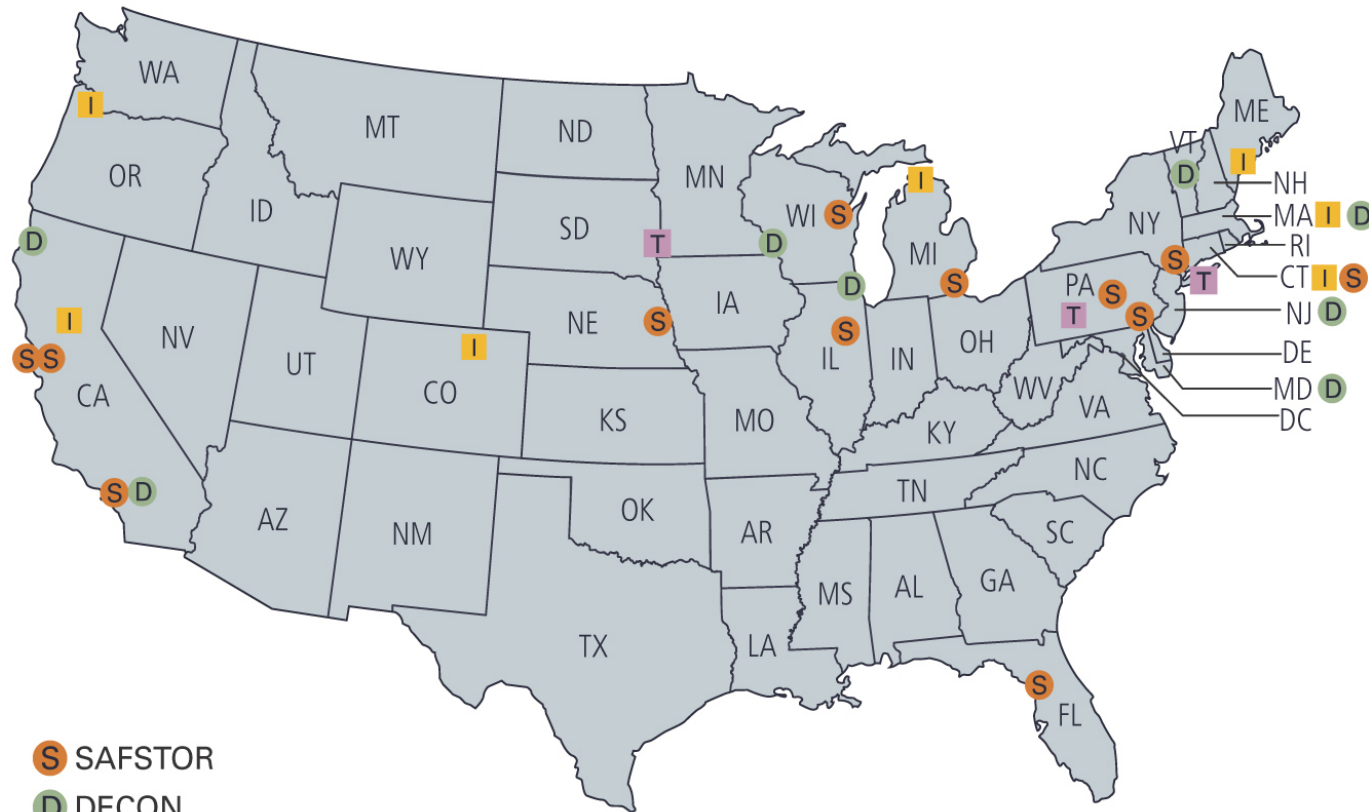 WA
I
MT
ND
MN
ME
VT
I
OR
ID
SD
T
WI S
I
D
NH
NY
MA I D
D
WY
D
MI
RI
S
CT I S
NE
S
IA
D
S
PA S
T
T
NJ D
I
NV
UT
I
CO
S
IL
IN
OH
S
DE
S S
CA
KS
MO
KY
WV
VA
MD D
DC
S D
AZ
NM
OK
AR
TN
NC
SC
TX
LA
MS
AL
GA
S
FL
S SAFSTOR
D DECON